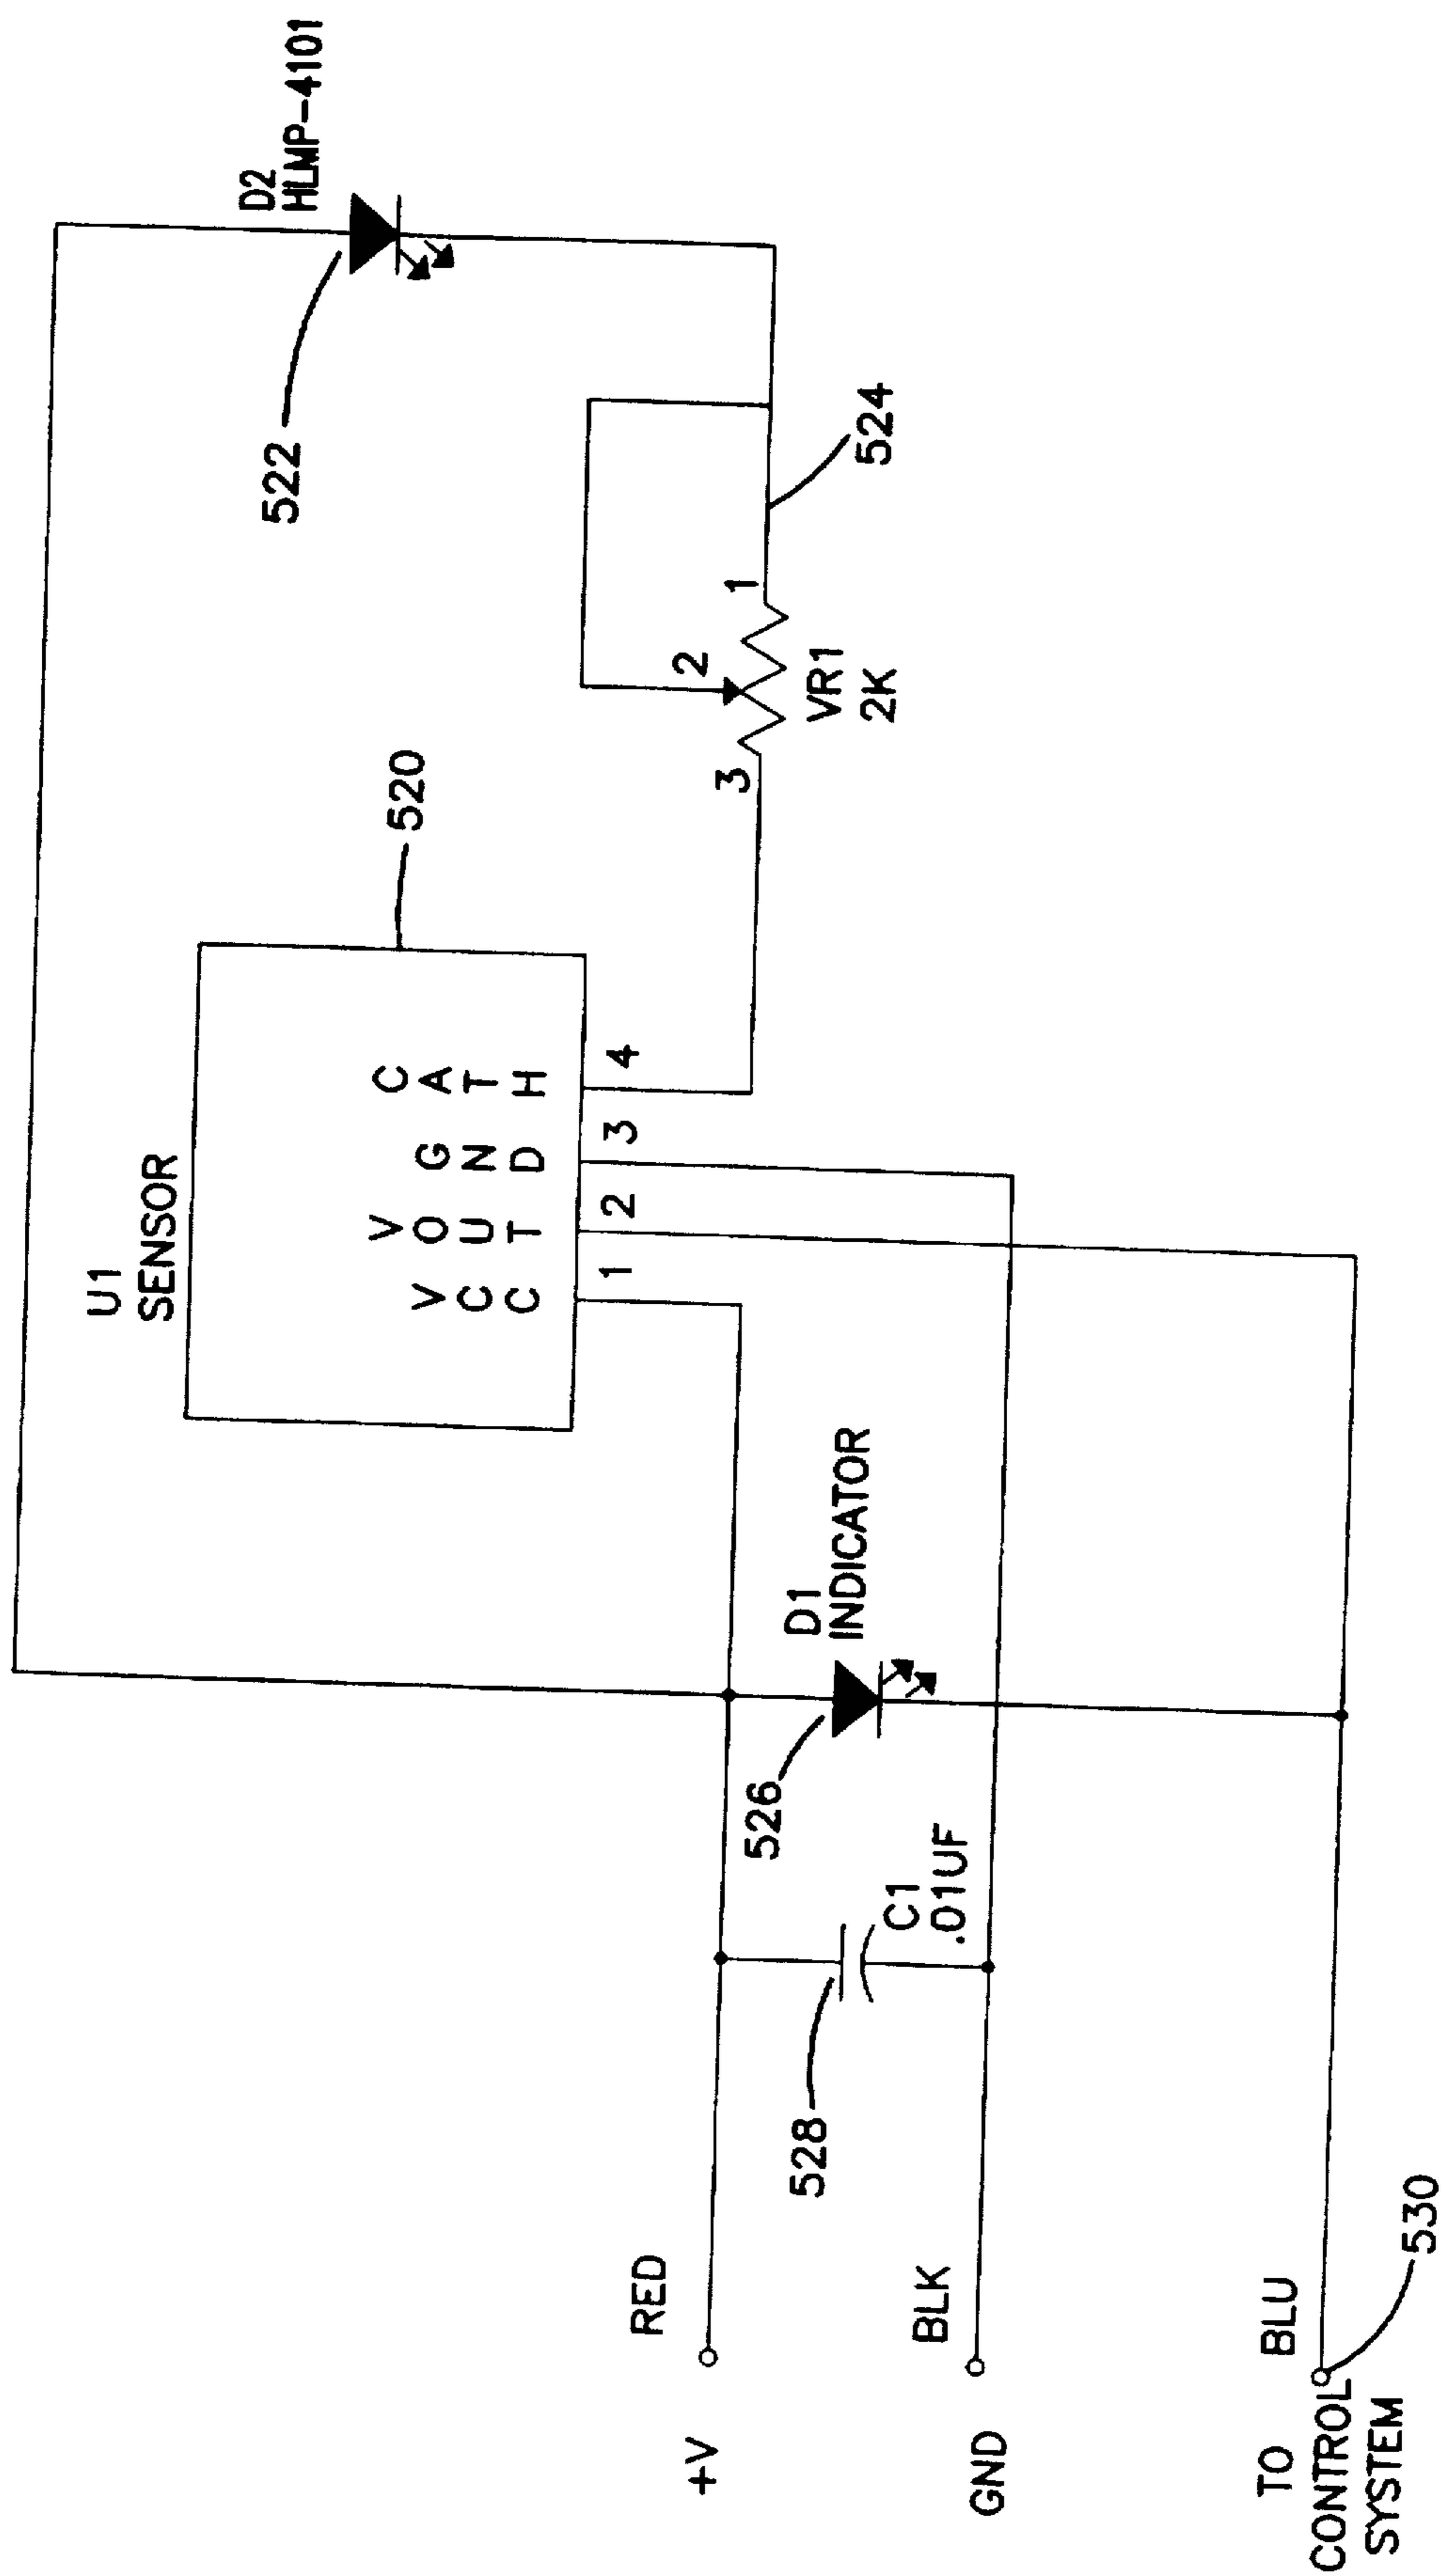 U1
SENSOR
520
V
C
C
V
O
U
T
G
N
D
C
A
T
H
1
2
3
4
D2
HLMP-4101
522
524
3
2
1
VR1
2K
D1
INDICATOR
526
C1
.01UF
528
+V
RED
GND
BLK
TO
CONTROL
SYSTEM
BLU
530